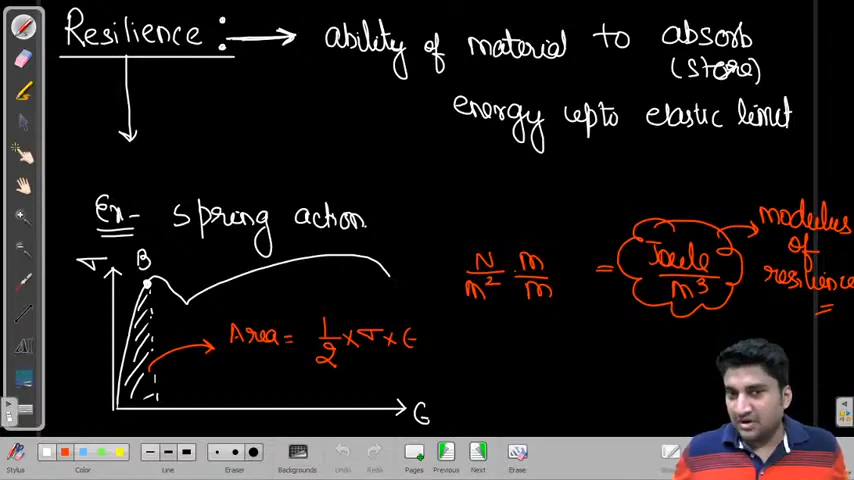 Resilience :
ability of material to absorb
(store)
energy upto elastic limit
Ex- spring action
σ
B
Area = 1/2 × σ × ε
ε
N/m² · m/m = Joule/m³
modulus
of
resilience
Stylus
Color
Line
Eraser
Backgrounds
Undo
Redo
Pages
Previous
Next
Erase